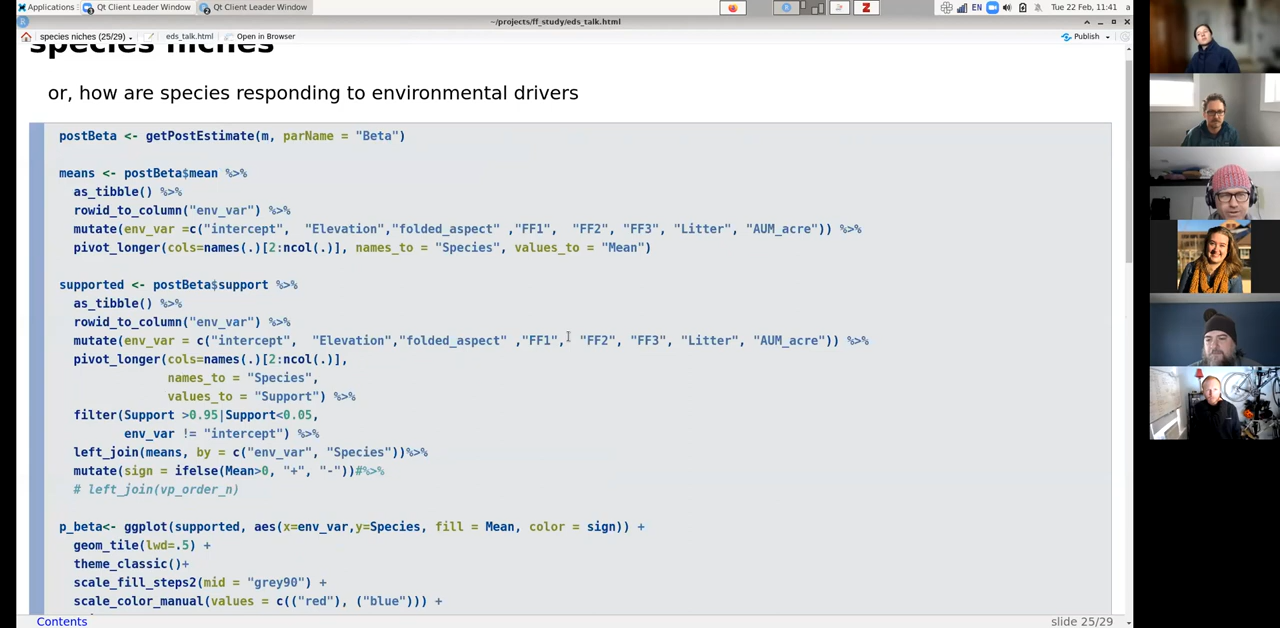 Applications
Qt Client Leader Window
Qt Client Leader Window
EN
Tue 22 Feb, 11:41
a
~/projects/ff_study/eds_talk.html
species niches (25/29)
eds_talk.html
Open in Browser
Publish
species niches
or, how are species responding to environmental drivers
postBeta <- getPostEstimate(m, parName = "Beta")
means <- postBeta$mean %>%
as_tibble() %>%
rowid_to_column("env_var") %>%
mutate(env_var =c("intercept",  "Elevation","folded_aspect" ,"FF1",  "FF2", "FF3", "Litter", "AUM_acre")) %>%
pivot_longer(cols=names(.)[2:ncol(.)], names_to = "Species", values_to = "Mean")
supported <- postBeta$support %>%
as_tibble() %>%
rowid_to_column("env_var") %>%
mutate(env_var = c("intercept",  "Elevation","folded_aspect" ,"FF1",  "FF2", "FF3", "Litter", "AUM_acre")) %>%
pivot_longer(cols=names(.)[2:ncol(.)],
names_to = "Species",
values_to = "Support") %>%
filter(Support >0.95|Support<0.05,
env_var != "intercept") %>%
left_join(means, by = c("env_var", "Species"))%>%
mutate(sign = ifelse(Mean>0, "+", "-"))#%>%
# left_join(vp_order_n)
p_beta<- ggplot(supported, aes(x=env_var,y=Species, fill = Mean, color = sign)) +
geom_tile(lwd=.5) +
theme_classic()+
scale_fill_steps2(mid = "grey90") +
scale_color_manual(values = c(("red"), ("blue"))) +
Contents
slide 25/29